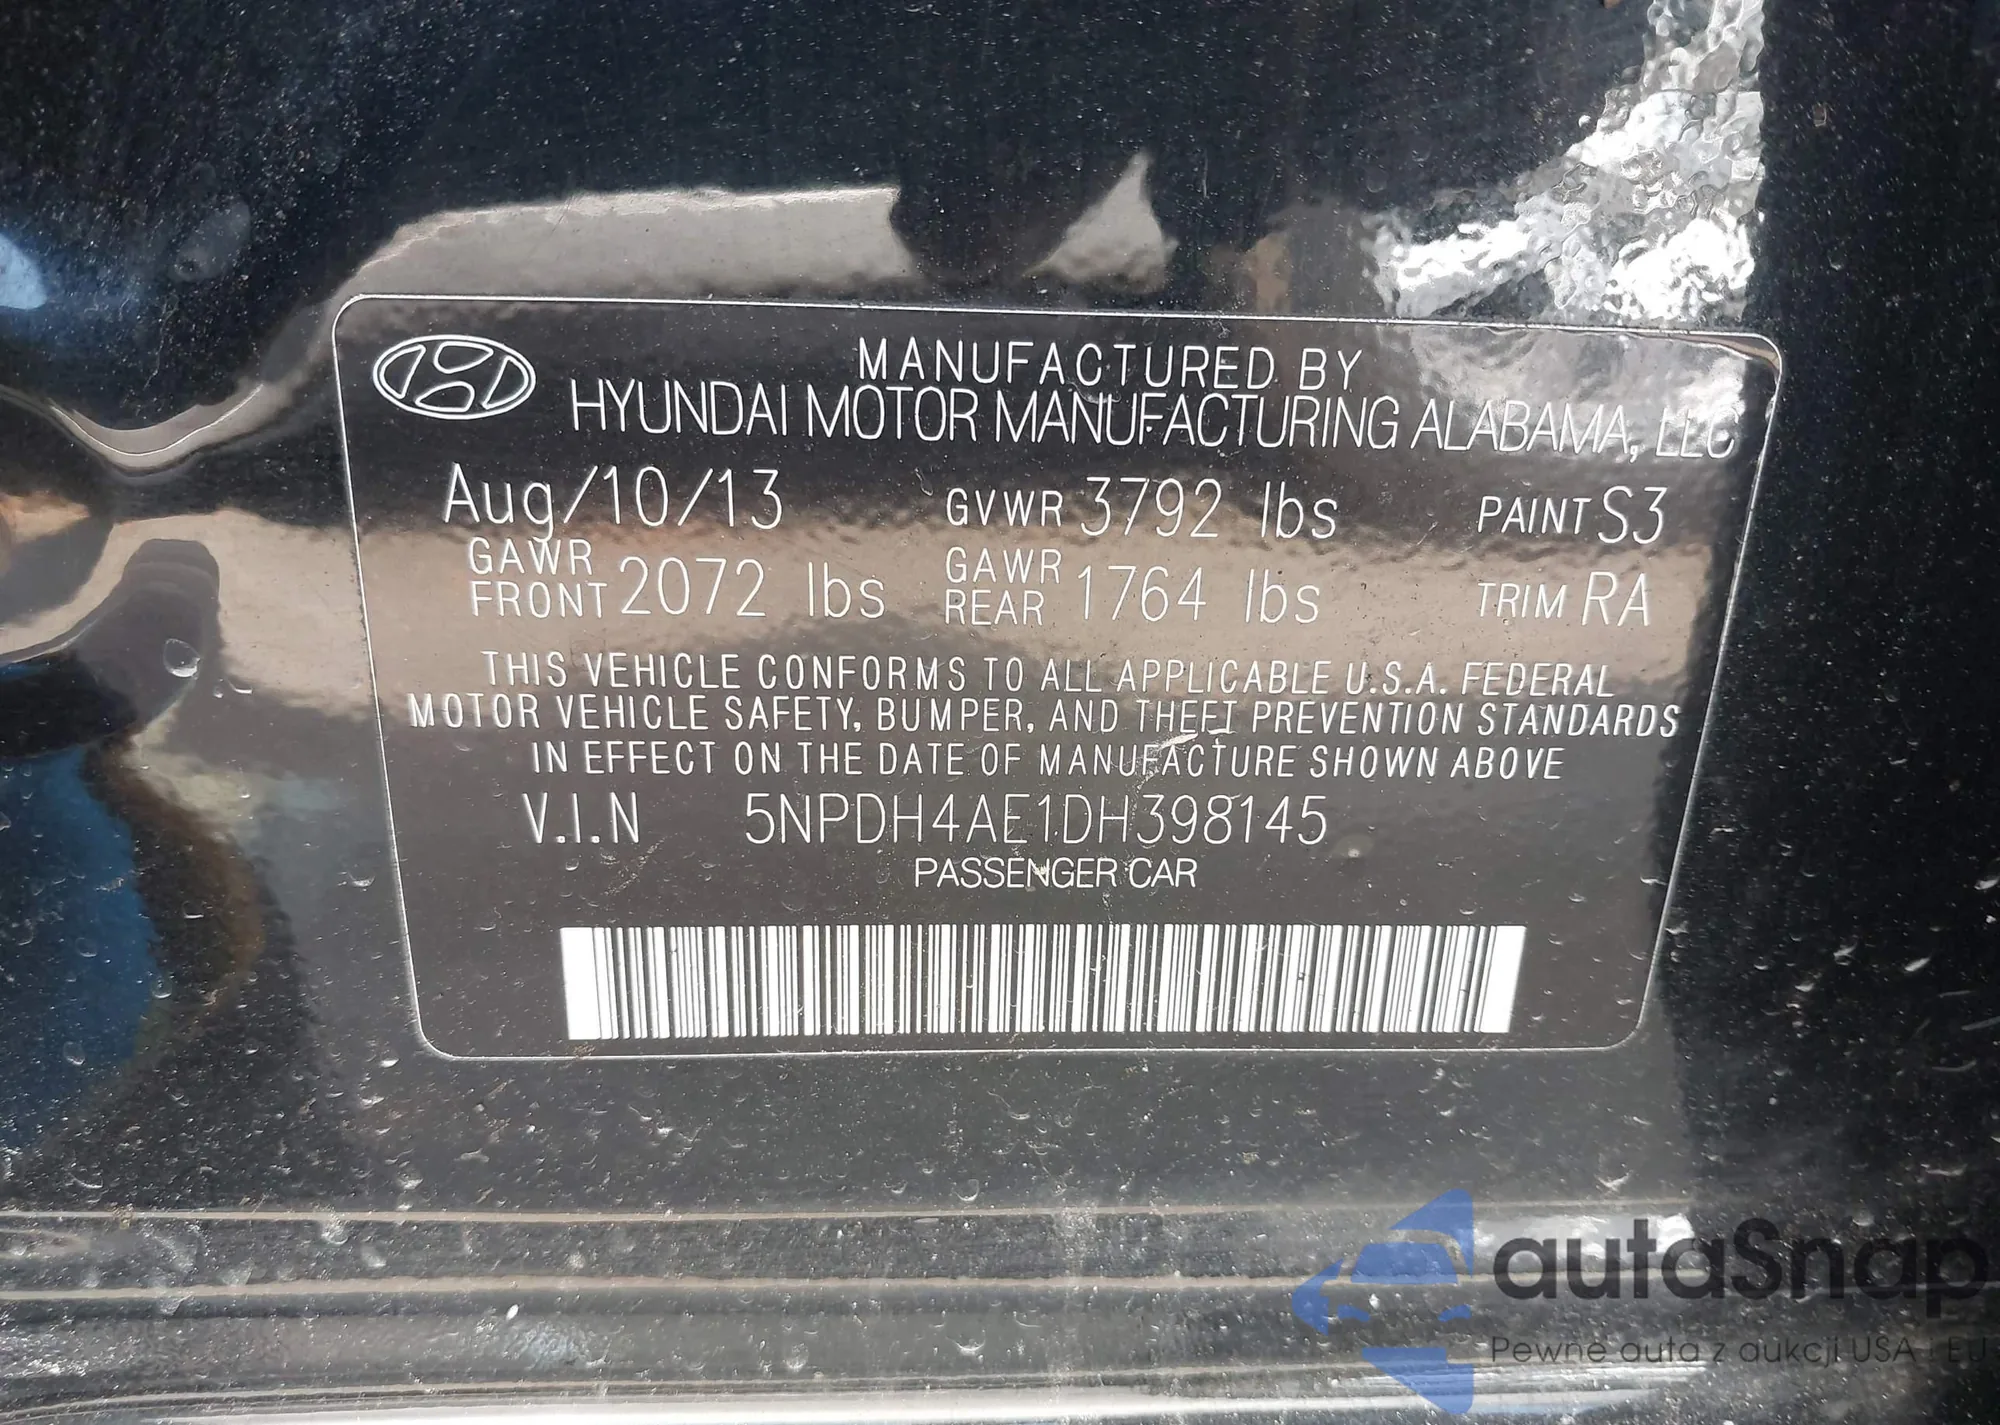 MANUFACTURED BY
HYUNDAI MOTOR MANUFACTURING ALABAMA, LLC
Aug/10/13 GVWR 3792 lbs PAINT S3
GAWR FRONT 2072 lbs GAWR REAR 1764 lbs TRIM RA
THIS VEHICLE CONFORMS TO ALL APPLICABLE U.S.A. FEDERAL
MOTOR VEHICLE SAFETY, BUMPER, AND THEFT PREVENTION STANDARDS
IN EFFECT ON THE DATE OF MANUFACTURE SHOWN ABOVE
V.I.N 5NPDH4AE1DH398145
PASSENGER CAR
autaSnap
Pewne auta z aukcji USA i EU